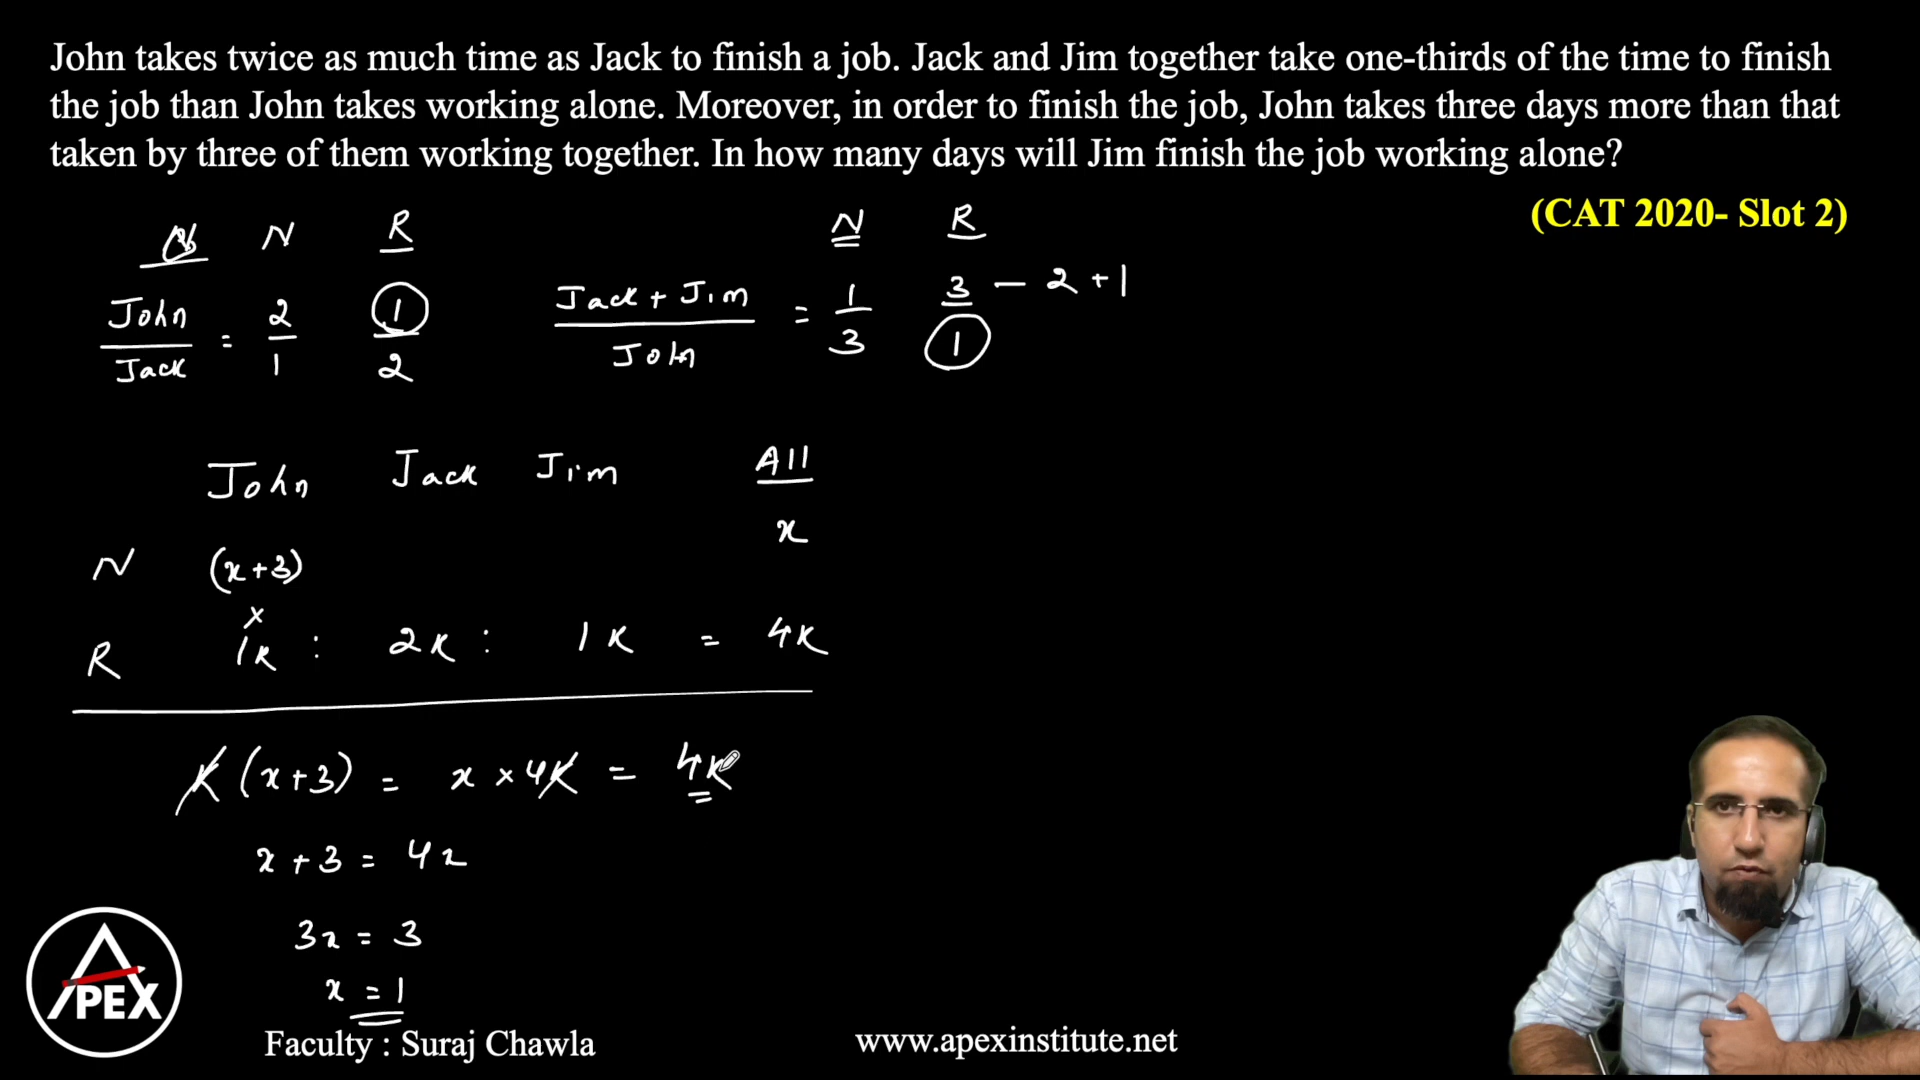 John takes twice as much time as Jack to finish a job. Jack and Jim together take one-thirds of the time to finish
the job than John takes working alone. Moreover, in order to finish the job, John takes three days more than that
taken by three of them working together. In how many days will Jim finish the job working alone?
(CAT 2020- Slot 2)
N R N R
John/Jack = 2/1 1/2 Jack + Jim/John = 1/3 3/1 - 2 + 1
John Jack Jim All
x
N (x+3)
x
R 1K : 2K : 1K = 4K
K (x+3) = x × 4K = 4K
x + 3 = 4x
3x = 3
x = 1
APEX
Faculty : Suraj Chawla
www.apexinstitute.net